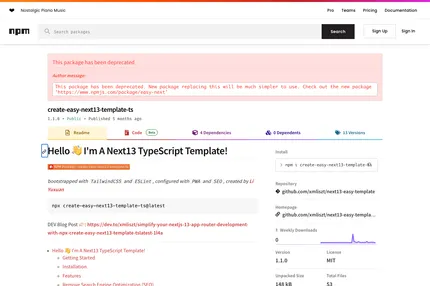 Nostalgic Piano Music
Pro
Teams
Pricing
Documentation
npm
Search packages
Search
Sign Up
Sign In
This package has been deprecated
Author message:
This package has been deprecated. New package replacing this will be much simpler to use. Check out the new package
'https://www.npmjs.com/package/easy-next'
create-easy-next13-template-ts
1.1.0 • Public • Published 5 months ago
Readme
Code
Beta
4 Dependencies
0 Dependents
13 Versions
Hello 👋 I'm A Next13 TypeScript Template!
bootstrapped with TailwindCSS and ESLint, configured with PWA and SEO, created by Li
Yuxuan
npx create-easy-next13-template-ts@latest
DEV Blog Post 👉 https://dev.to/xmliszt/simplify-your-nextjs-13-app-router-development-
with-npx-create-easy-next13-template-tslatest-1f4a
Hello 👋 I'm A Next13 TypeScript Template!
Getting Started
Installation
Features
Remove Search Engine Optimization (SEO)
Install
> npm i create-easy-next13-template-ts
Repository
github.com/xmliszt/next13-easy-template
Homepage
github.com/xmliszt/next13-easy-templa...
Weekly Downloads
0
Version
1.1.0
License
MIT
Unpacked Size
148 kB
Total Files
53